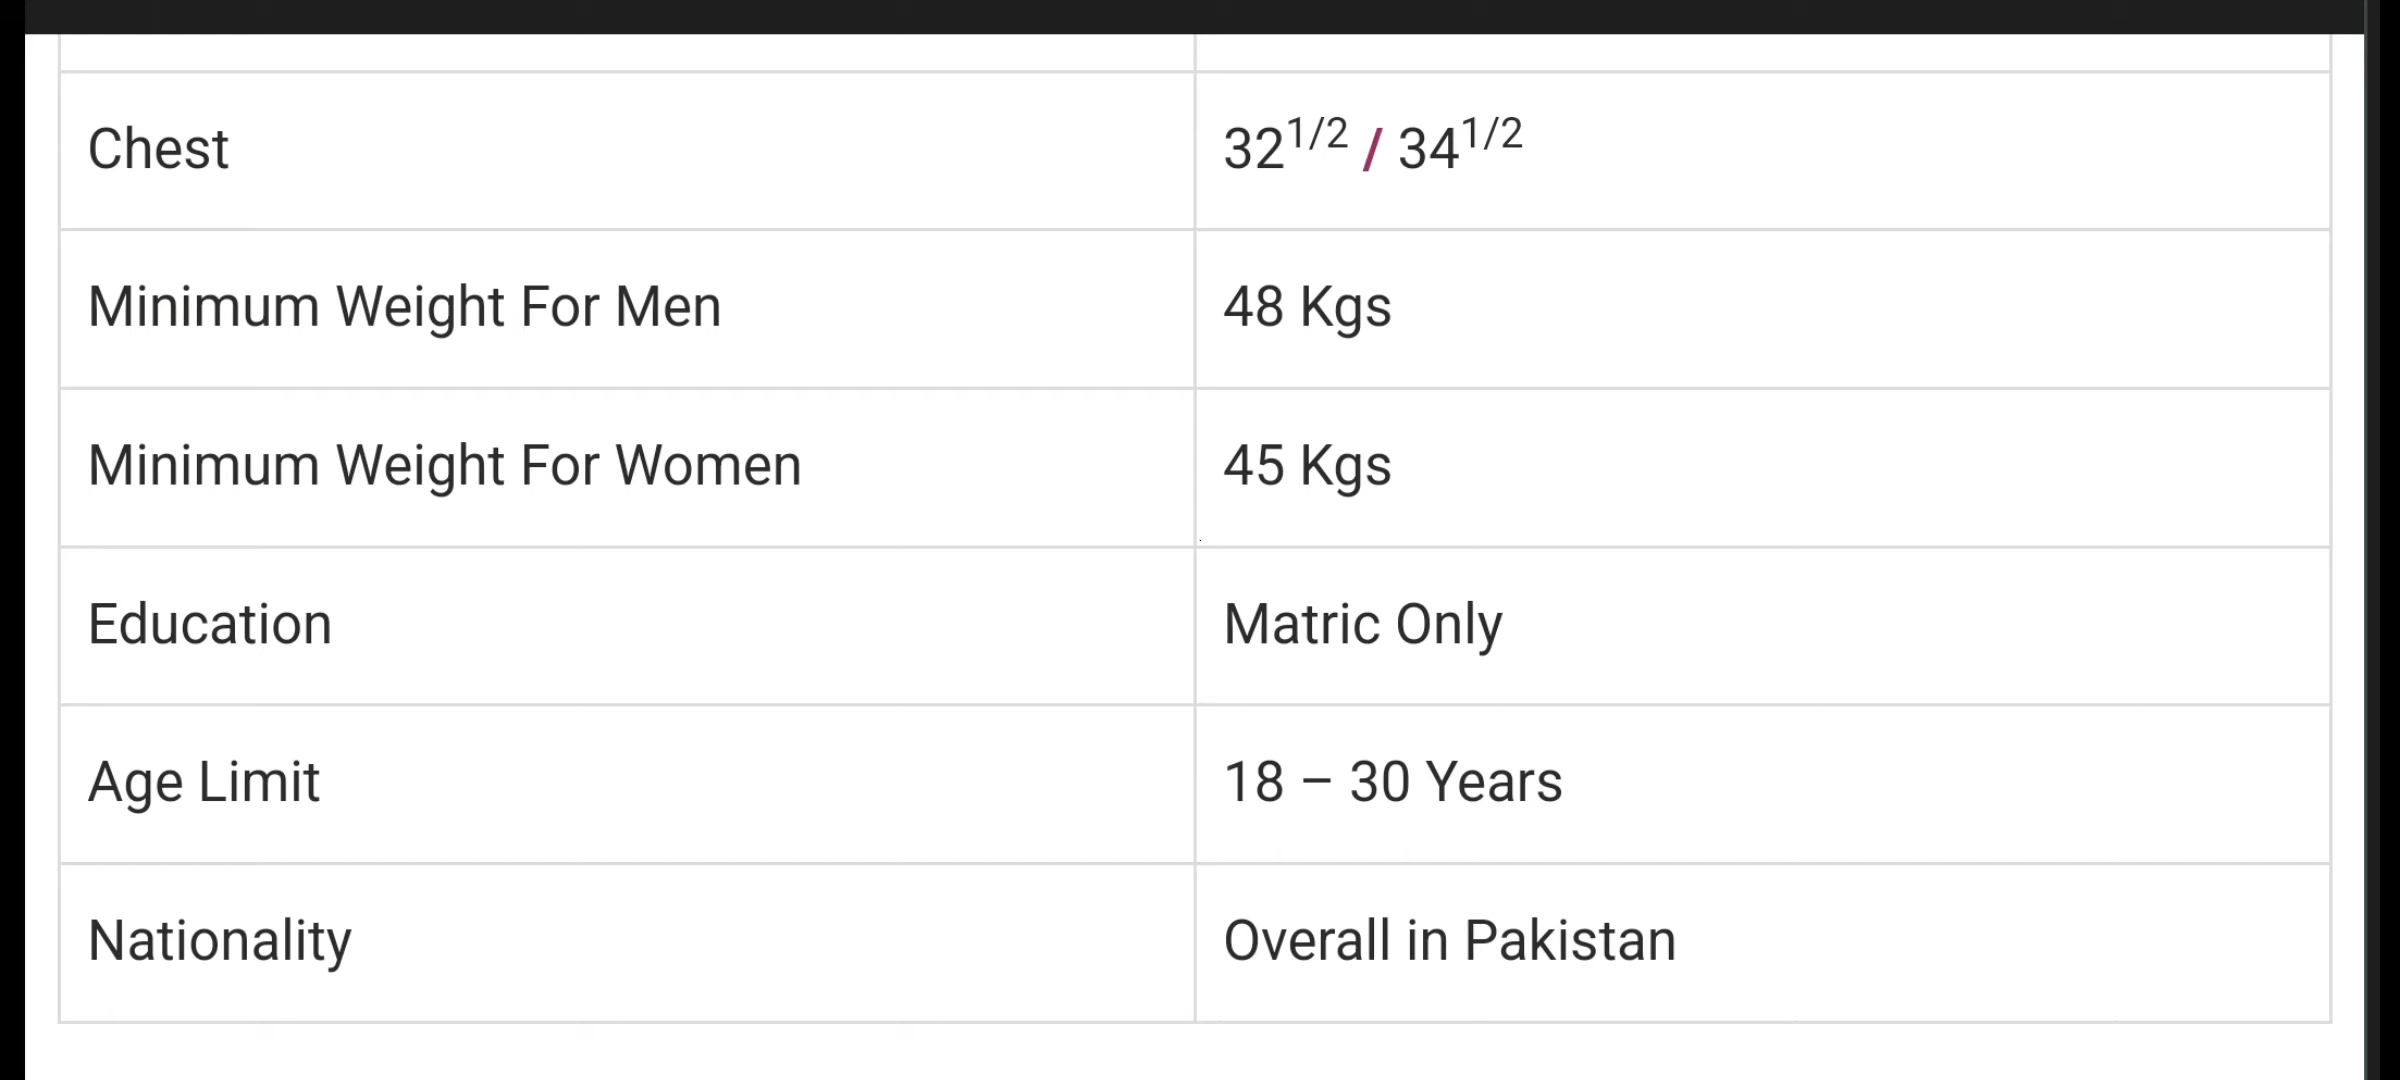 Chest 32 1/2 / 34 1/2
Minimum Weight For Men 48 Kgs
Minimum Weight For Women 45 Kgs
Education Matric Only
Age Limit 18 – 30 Years
Nationality Overall in Pakistan